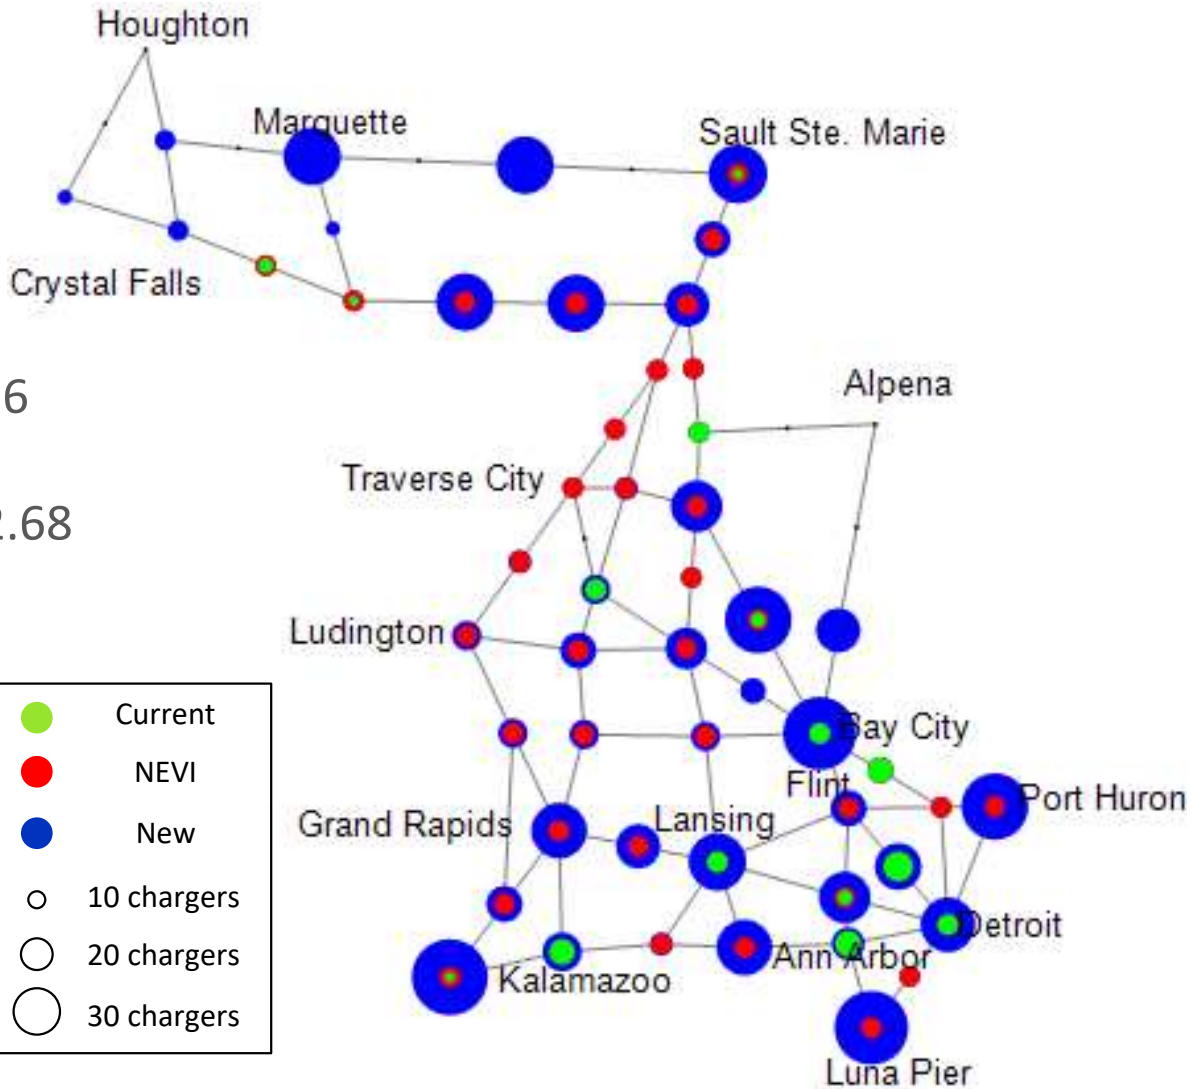 Houghton
Marquette
Sault Ste. Marie
Crystal Falls
6
Alpena
Traverse City
2.68
Ludington
Current
NEVI
New
10 chargers
20 chargers
30 chargers
Bay City
Flint
Port Huron
Grand Rapids
Lansing
Detroit
Ann Arbor
Kalamazoo
Luna Pier